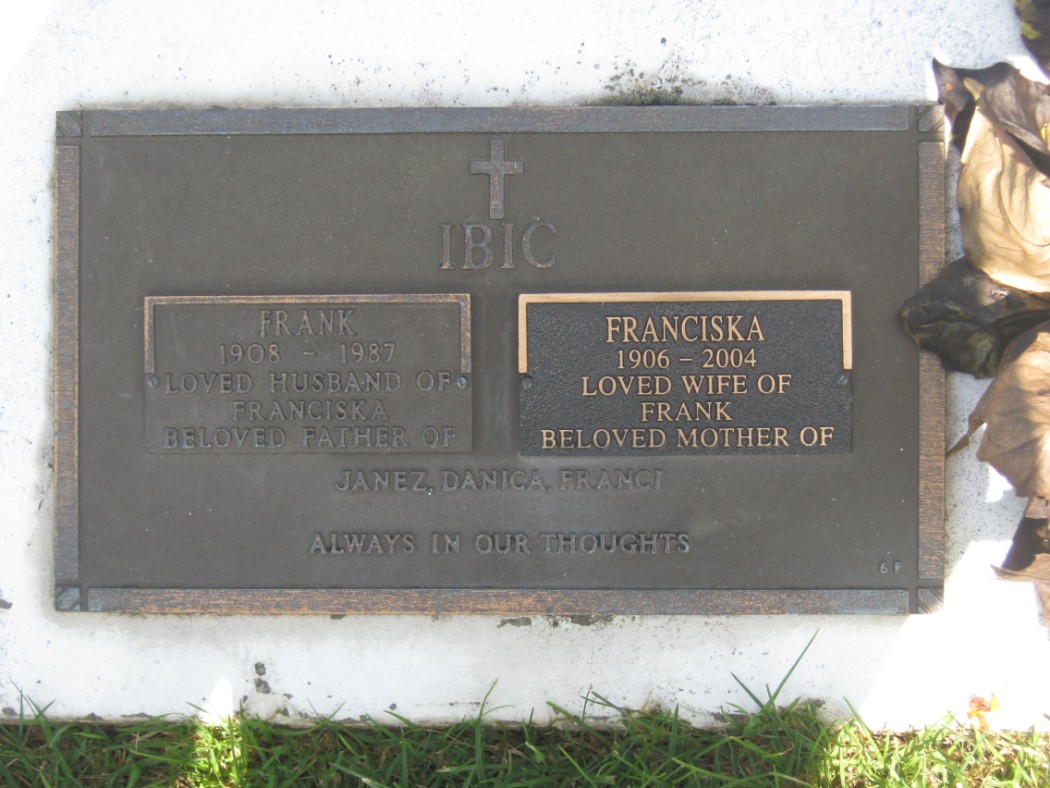 IBIC
FRANK
1908 - 1987
LOVED HUSBAND OF
FRANCISKA
BELOVED FATHER OF
FRANCISKA
1906 – 2004
LOVED WIFE OF
FRANK
BELOVED MOTHER OF
JANEZ, DANICA, FRANCI
ALWAYS IN OUR THOUGHTS
6 P